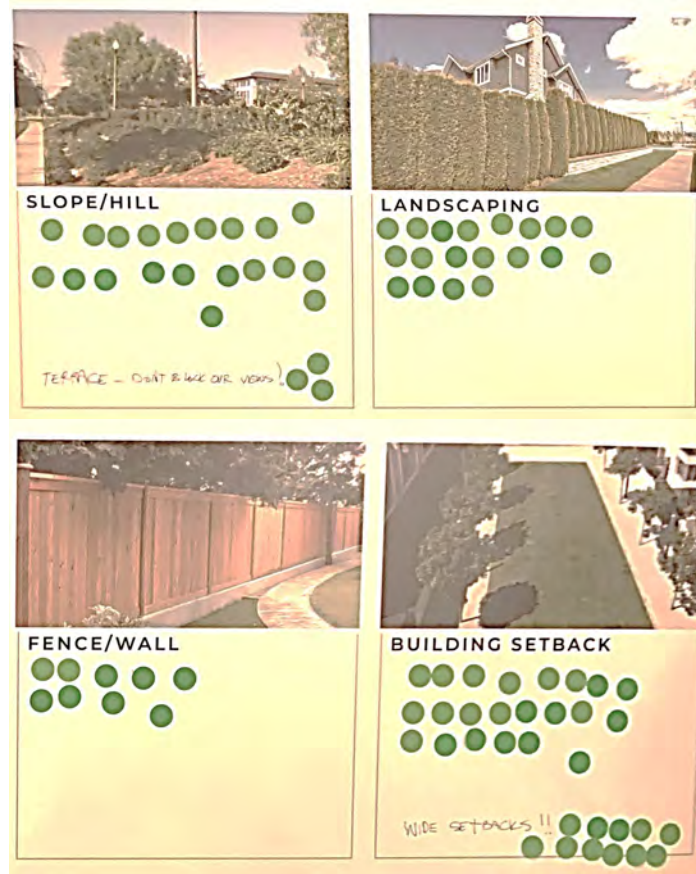 SLOPE/HILL
LANDSCAPING
TERRACE – DON'T BLOCK OUR VIEWS!
FENCE/WALL
BUILDING SETBACK
WIDE SETBACKS!!